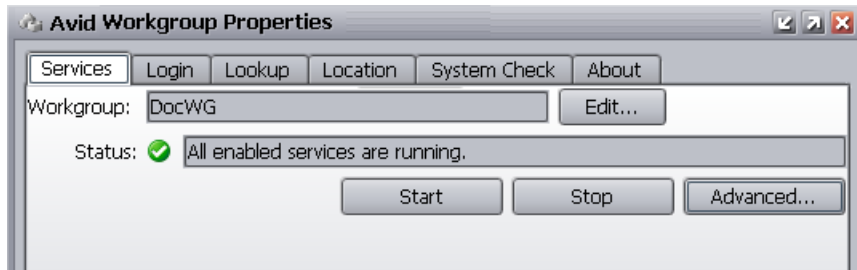 Avid Workgroup Properties
Services Login Lookup Location System Check About
Workgroup: DocWG Edit...
Status: All enabled services are running.
Start Stop Advanced...